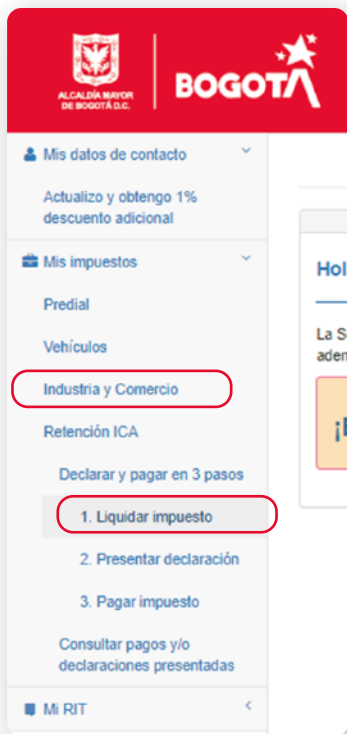 ALCALDÍA MAYOR
DE BOGOTÁ D.C.
BOGOTÁ
Mis datos de contacto
Actualizo y obtengo 1%
descuento adicional
Mis impuestos
Predial
Vehículos
Industria y Comercio
Retención ICA
Declarar y pagar en 3 pasos
1. Liquidar impuesto
2. Presentar declaración
3. Pagar impuesto
Consultar pagos y/o
declaraciones presentadas
Mi RIT
La